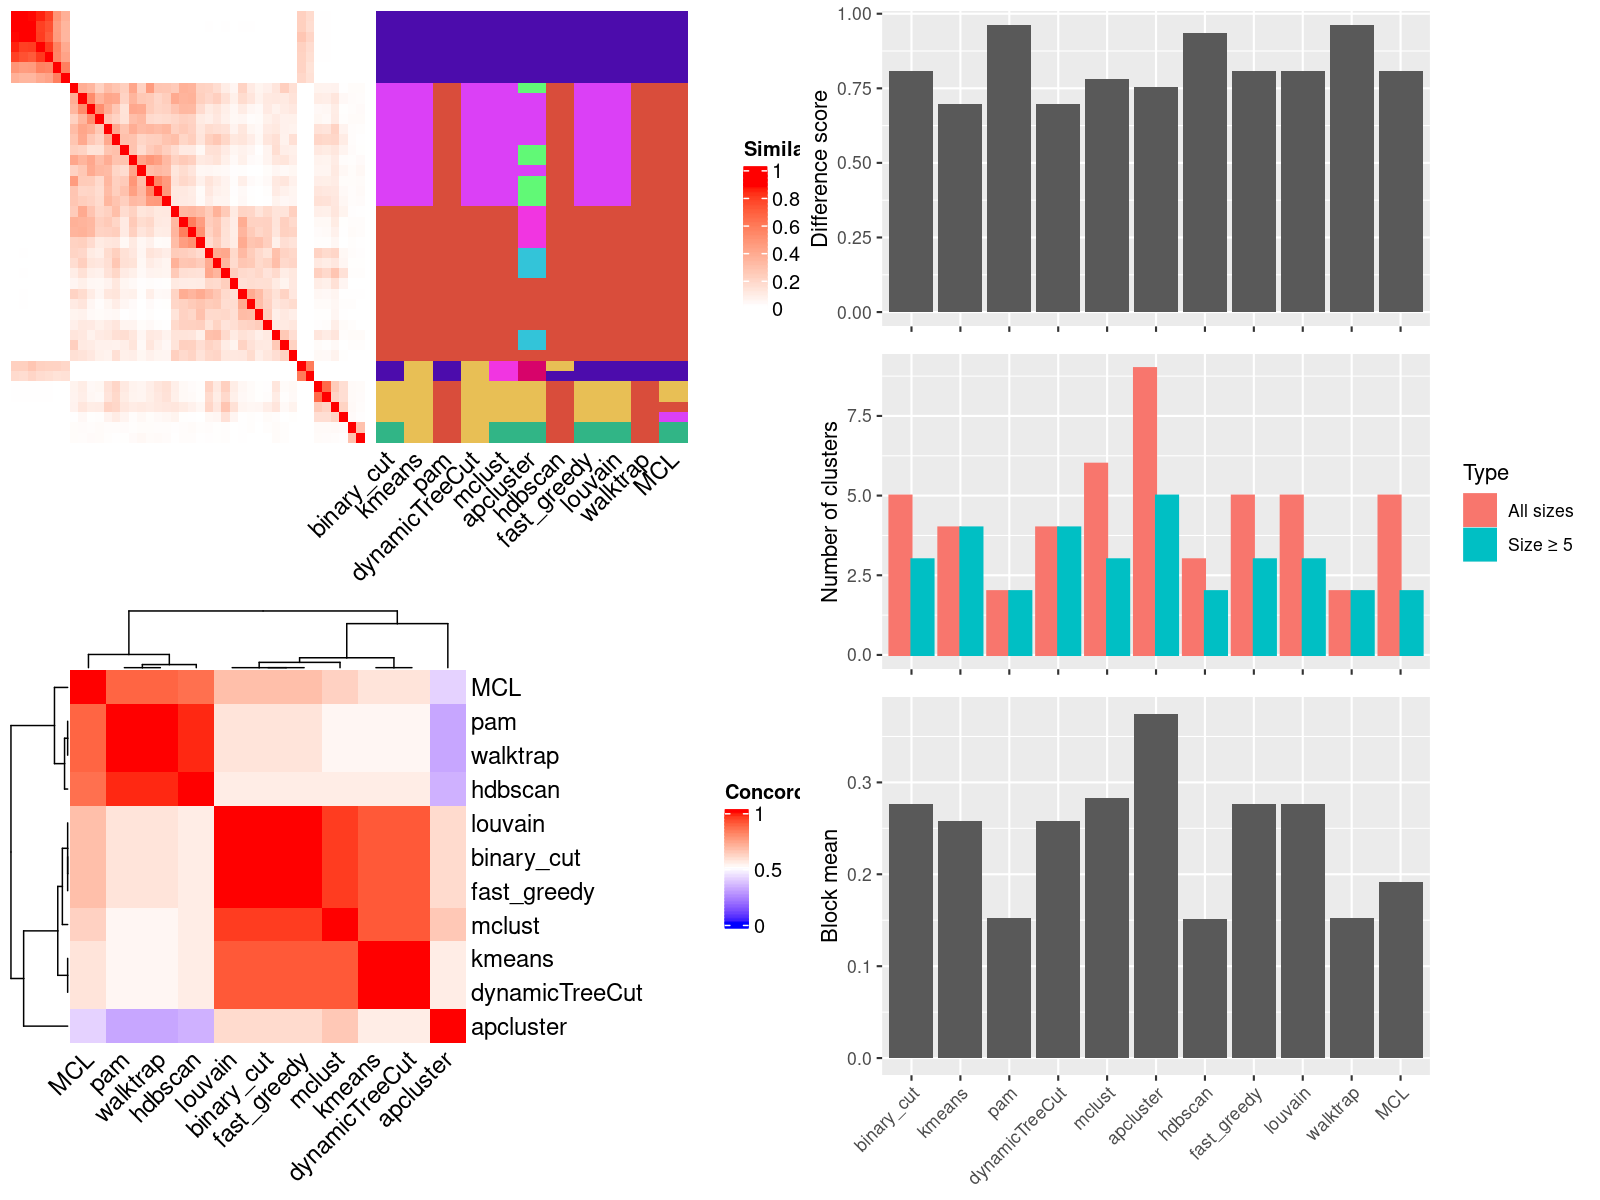 Simila
1
0.8
0.6
0.4
0.2
0
binary_cut
kmeans
pam
dynamicTreeCut
mclust
apcluster
hdbscan
fast_greedy
louvain
walktrap
MCL
MCL
pam
walktrap
hdbscan
louvain
binary_cut
fast_greedy
mclust
kmeans
dynamicTreeCut
apcluster
MCL
pam
walktrap
hdbscan
louvain
binary_cut
fast_greedy
mclust
kmeans
dynamicTreeCut
apcluster
Concord
1
0.5
0
Difference score
1.00
0.75
0.50
0.25
0.00
Number of clusters
7.5
5.0
2.5
0.0
Type
All sizes
Size ≥ 5
Block mean
0.3
0.2
0.1
0.0
binary_cut
kmeans
pam
dynamicTreeCut
mclust
apcluster
hdbscan
fast_greedy
louvain
walktrap
MCL